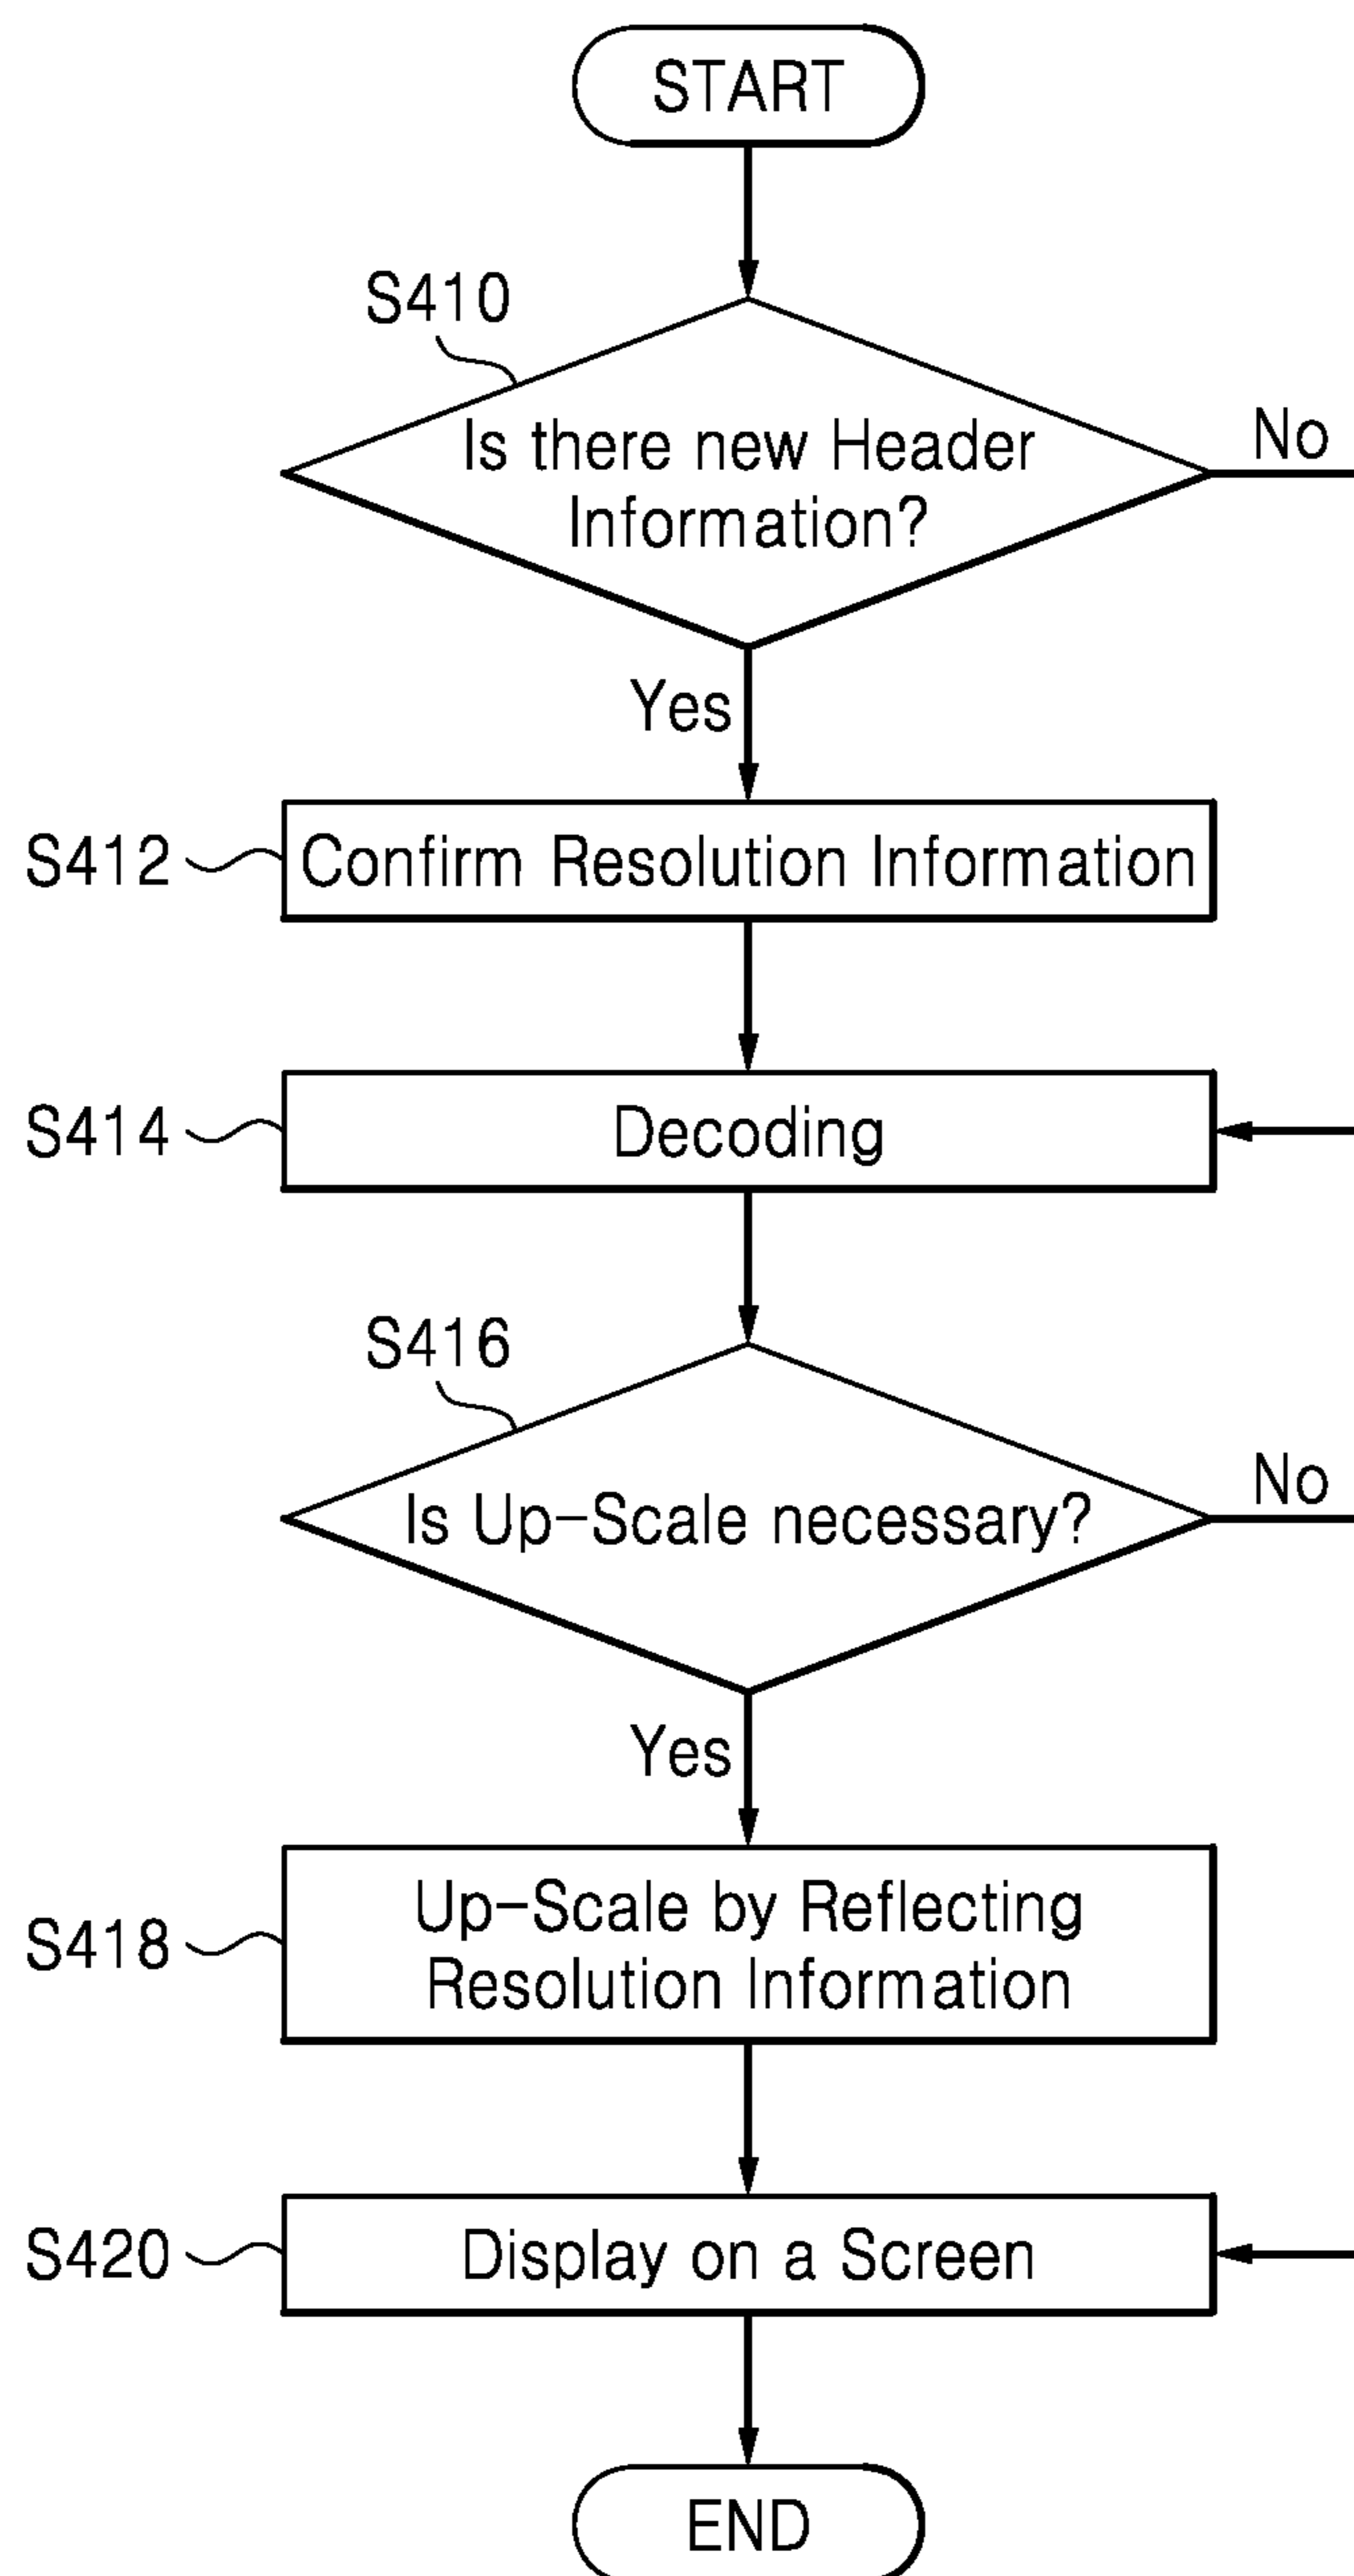 START
S410
Is there new Header
Information?
No
Yes
S412
Confirm Resolution Information
S414
Decoding
S416
Is Up-Scale necessary?
No
Yes
S418
Up-Scale by Reflecting
Resolution Information
S420
Display on a Screen
END